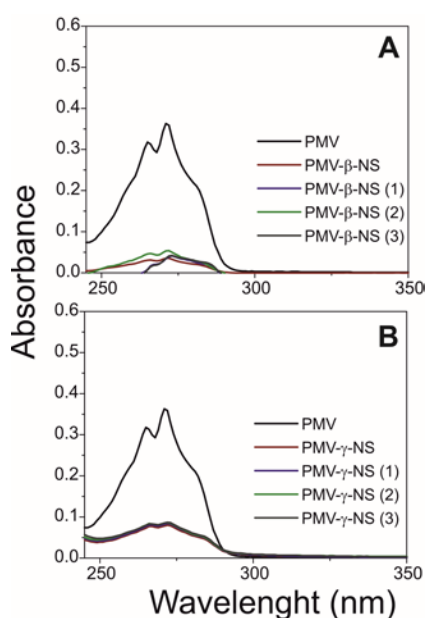 A
0.6
0.5
0.4
0.3
0.2
0.1
0.0
PMV
PMV-β-NS
PMV-β-NS (1)
PMV-β-NS (2)
PMV-β-NS (3)
250
300
350
Absorbance
B
0.6
0.5
0.4
0.3
0.2
0.1
0.0
PMV
PMV-γ-NS
PMV-γ-NS (1)
PMV-γ-NS (2)
PMV-γ-NS (3)
250
300
350
Wavelenght (nm)